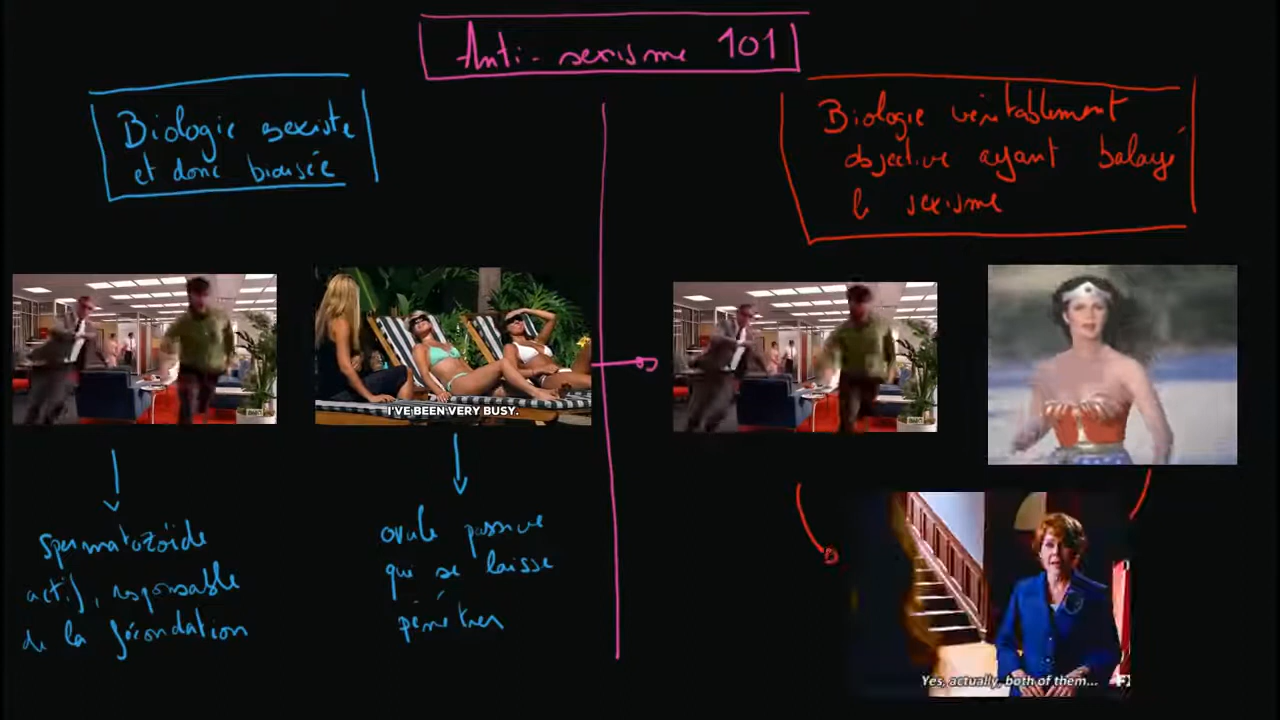 Anti-sexisme 101
Biologie sexiste
et donc biaisée
Biologie véritablement
objective ayant balayé
le sexisme
I'VE BEEN VERY BUSY.
spermatozoïde
actif, responsable
de la fécondation
ovule passive
qui se laisse
pénétrer
Yes, actually, both of them...